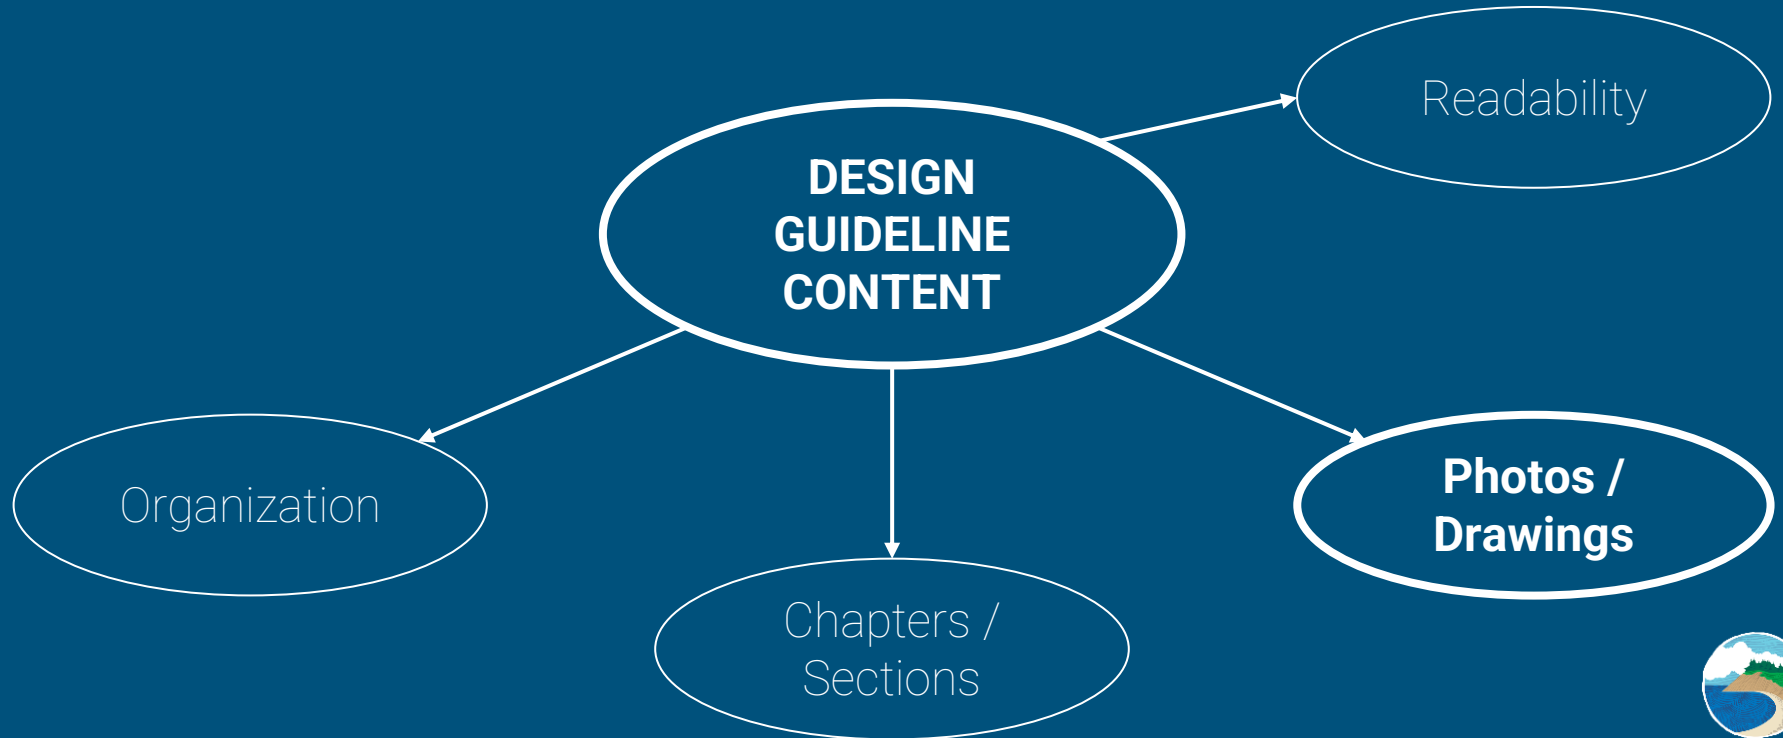 Readability
DESIGN
GUIDELINE
CONTENT
Organization
Photos /
Drawings
Chapters /
Sections